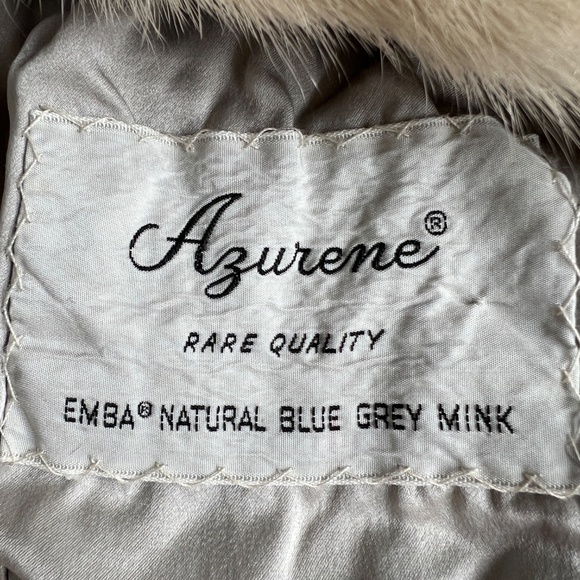 Azurene®
RARE QUALITY
EMBA® NATURAL BLUE GREY MINK